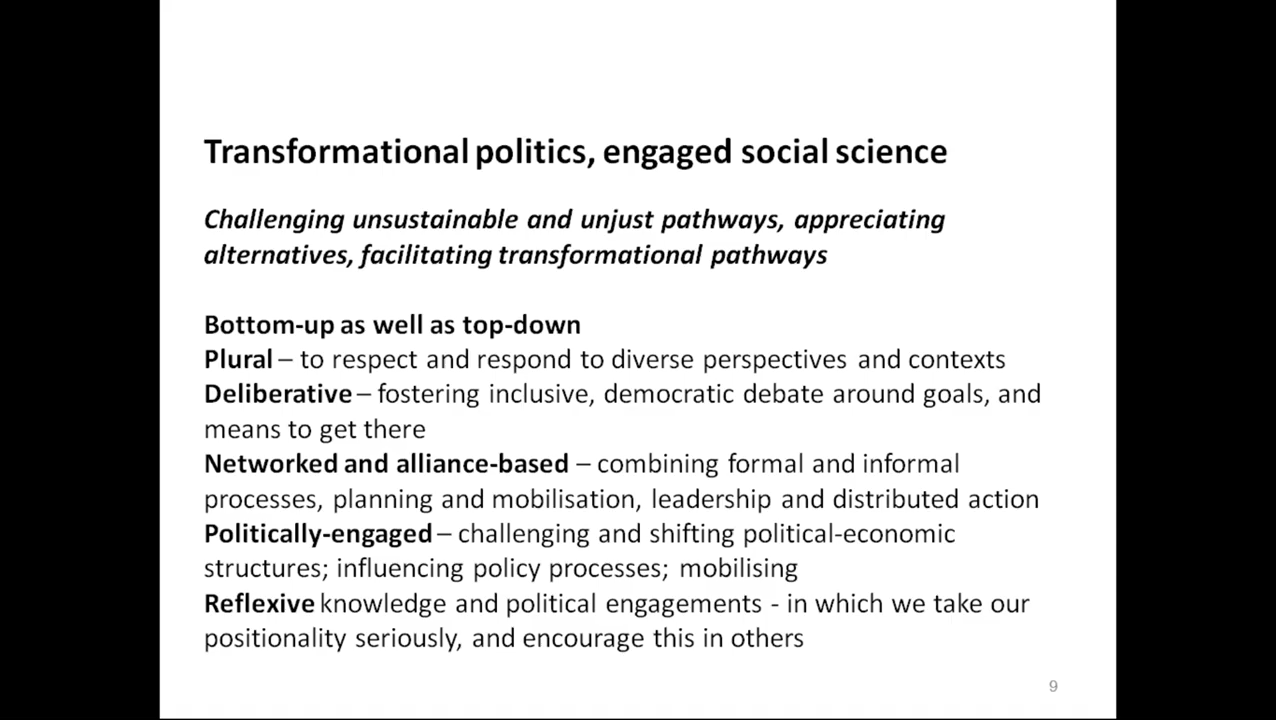 Transformational politics, engaged social science
Challenging unsustainable and unjust pathways, appreciating
alternatives, facilitating transformational pathways
Bottom-up as well as top-down
Plural – to respect and respond to diverse perspectives and contexts
Deliberative – fostering inclusive, democratic debate around goals, and
means to get there
Networked and alliance-based – combining formal and informal
processes, planning and mobilisation, leadership and distributed action
Politically-engaged – challenging and shifting political-economic
structures; influencing policy processes; mobilising
Reflexive knowledge and political engagements - in which we take our
positionality seriously, and encourage this in others
9